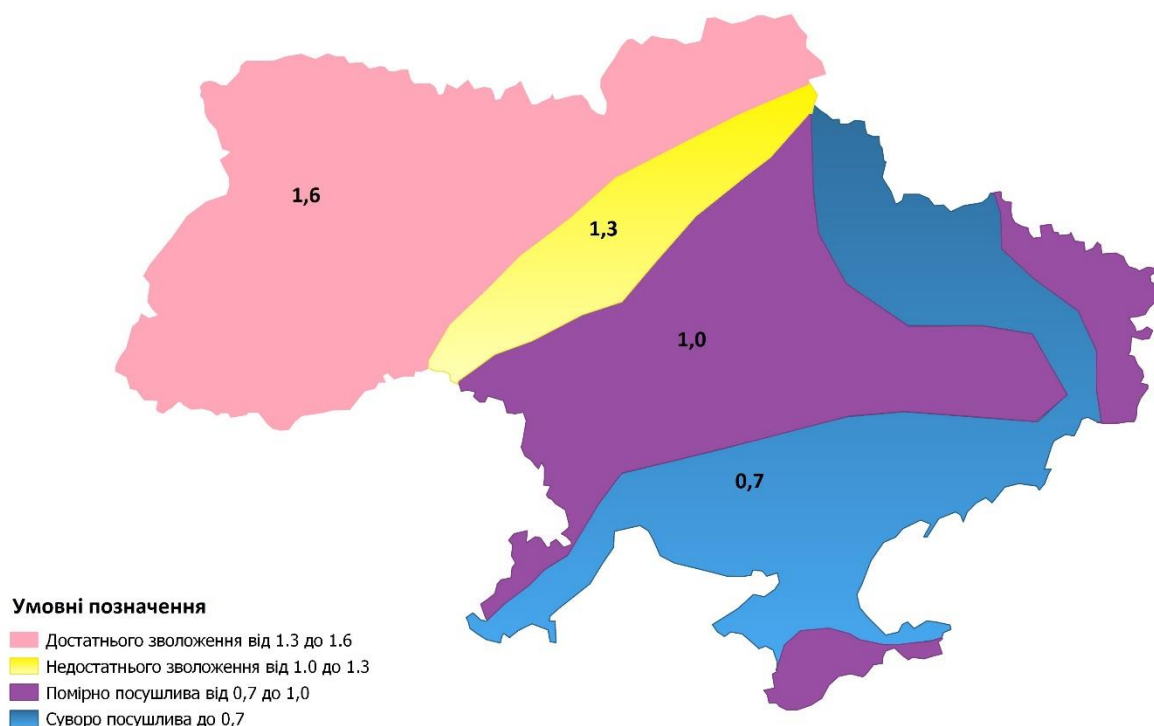 1,6
1,3
1,0
0,7
Умовні позначення
Достатнього зволоження від 1.3 до 1.6
Недостатнього зволоження від 1.0 до 1.3
Помірно посушлива від 0,7 до 1,0
Суворо посушлива до 0,7